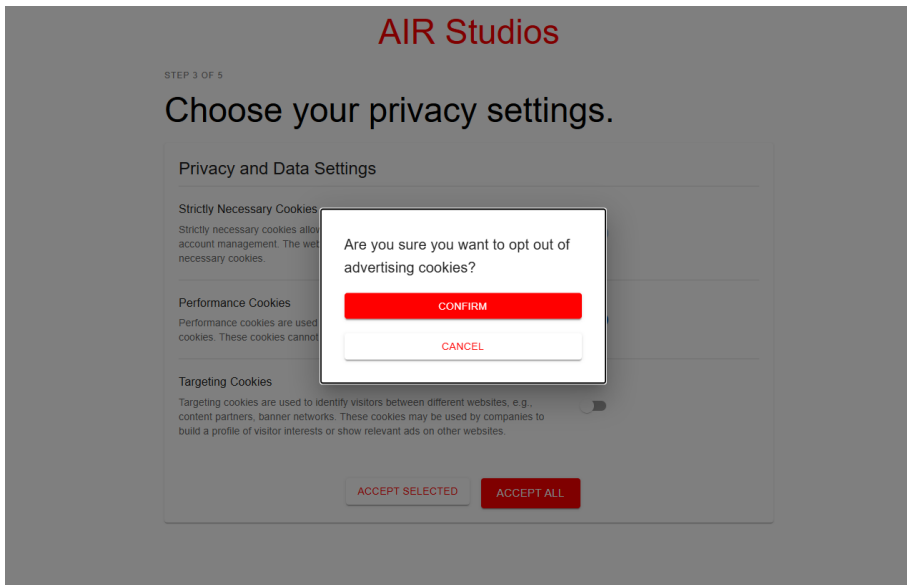 AIR Studios
STEP 3 OF 5
Choose your privacy settings.
Privacy and Data Settings
Strictly Necessary Cookies
Strictly necessary cookies allow
account management. The web
necessary cookies.
Are you sure you want to opt out of
advertising cookies?
CONFIRM
CANCEL
Performance Cookies
Performance cookies are used
cookies. These cookies cannot
Targeting Cookies
Targeting cookies are used to identify visitors between different websites, e.g.,
content partners, banner networks. These cookies may be used by companies to
build a profile of visitor interests or show relevant ads on other websites.
ACCEPT SELECTED
ACCEPT ALL